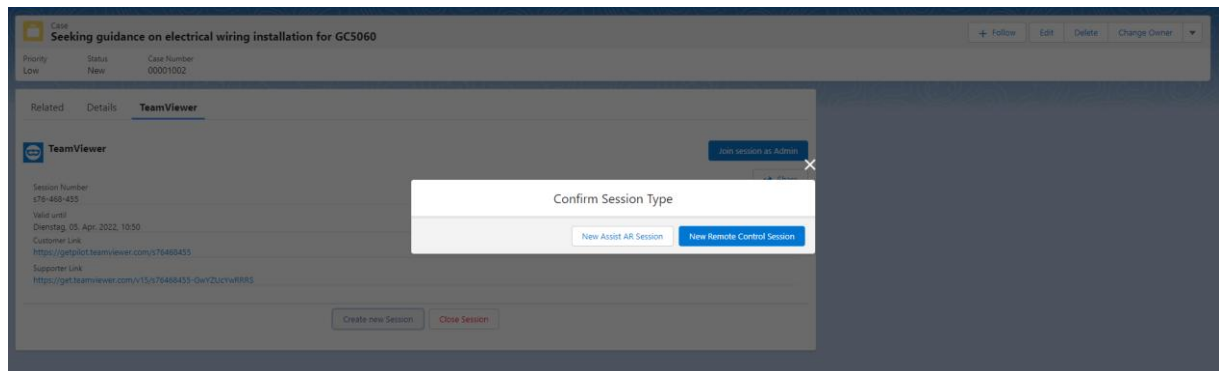 Case
Seeking guidance on electrical wiring installation for GC5060
+ Follow Edit Delete Change Owner
Priority Status Case Number
Low New 00001002
Related Details TeamViewer
TeamViewer
Join session as Admin
Share
Session Number
s76-468-455
Confirm Session Type
Valid until
Dienstag, 05. Apr. 2022, 10:50
New Assist AR Session New Remote Control Session
Customer Link
https://getpilot.teamviewer.com/s76468455
Supporter Link
Create new Session Close Session